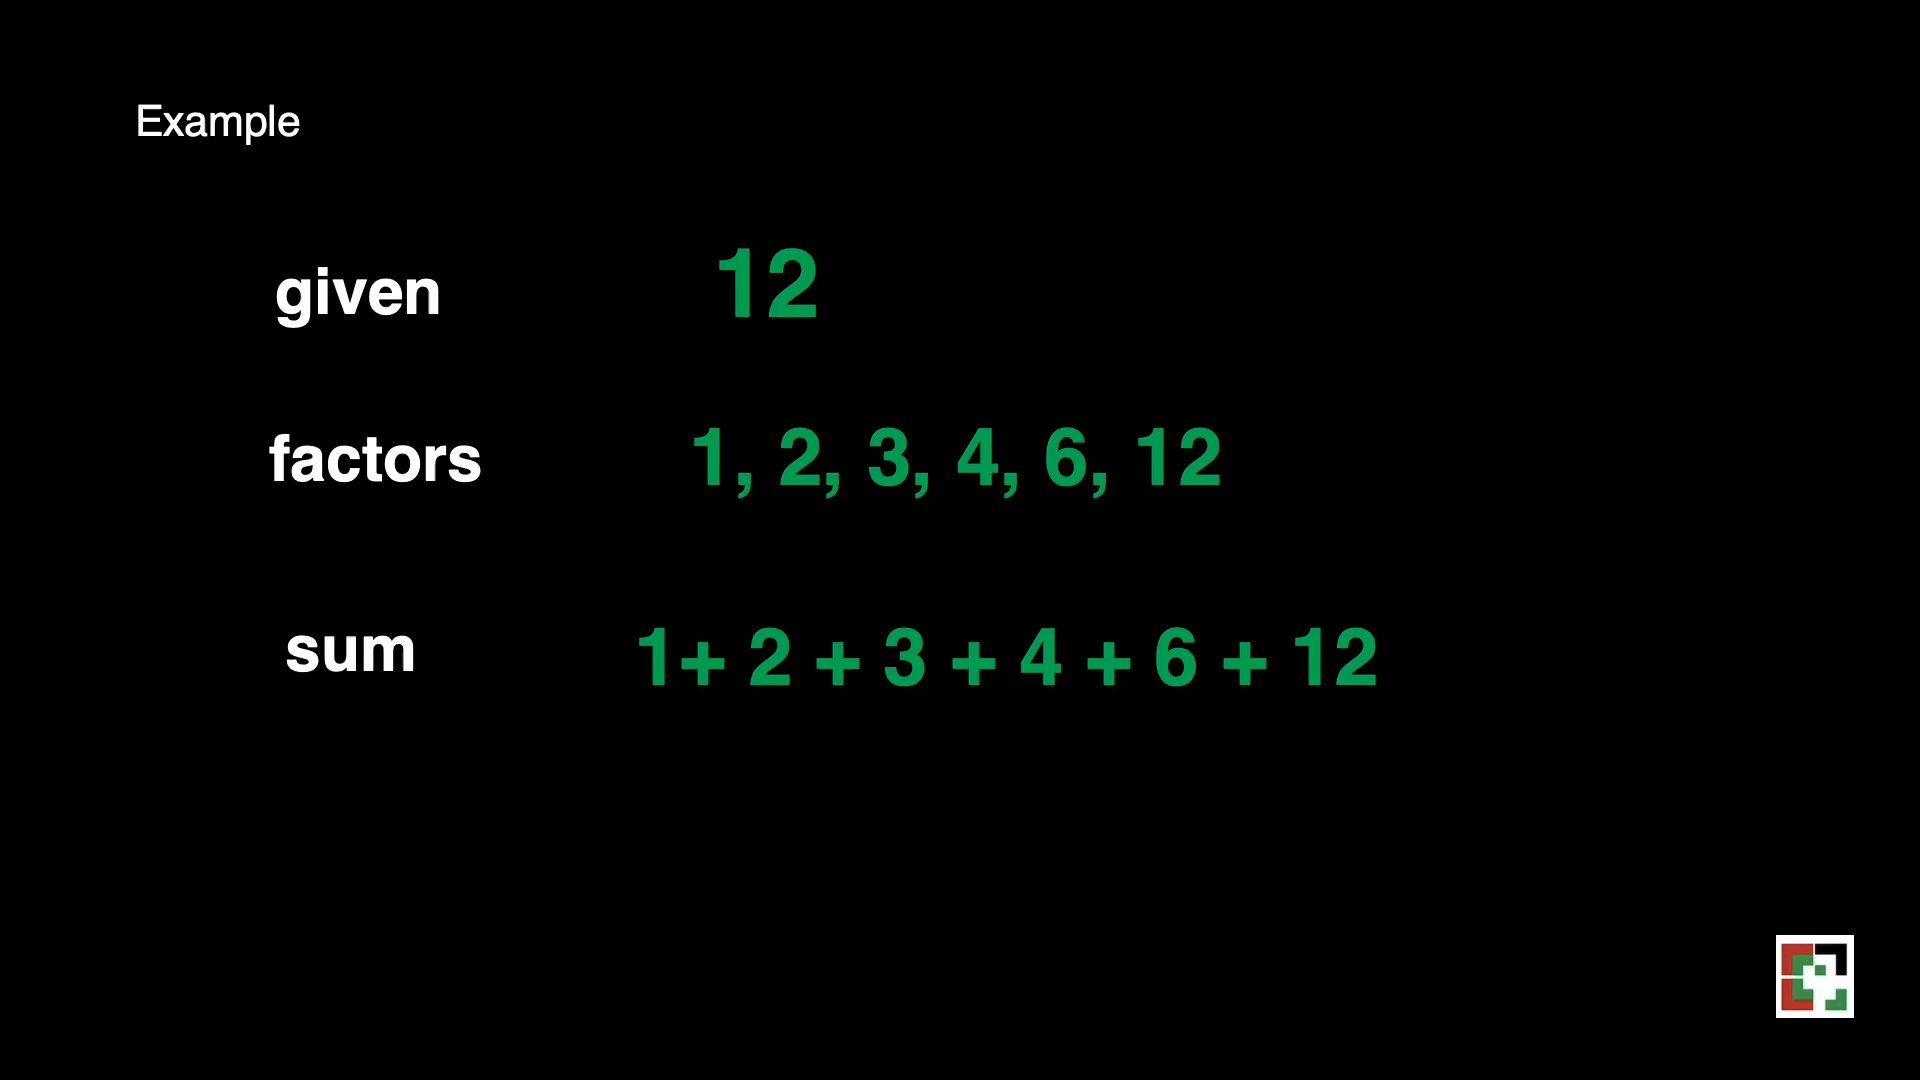 Example
given 12
factors 1, 2, 3, 4, 6, 12
sum 1+ 2 + 3 + 4 + 6 + 12